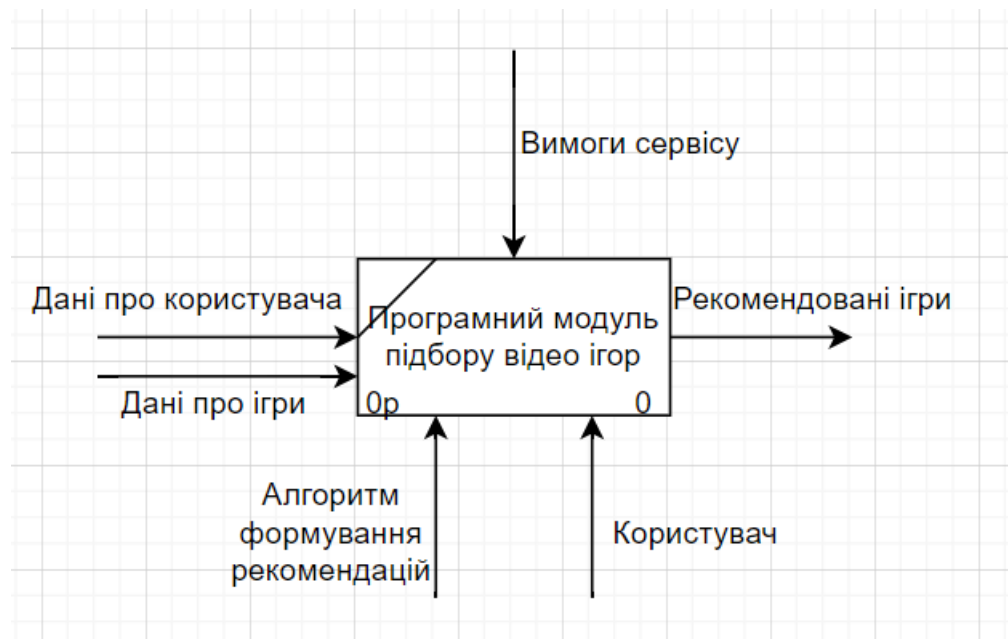 Вимоги сервісу
Дані про користувача
Дані про ігри
Програмний модуль
підбору відео ігор
0р
0
Рекомендовані ігри
Алгоритм
формування
рекомендацій
Користувач